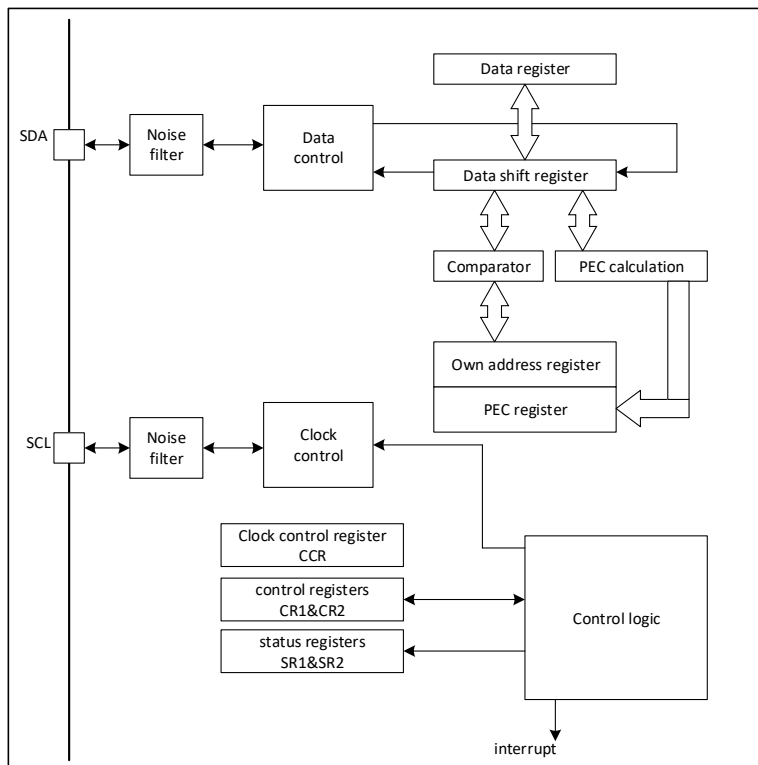 Data register
SDA
Noise
filter
Data
control
Data shift register
Comparator
PEC calculation
Own address register
PEC register
SCL
Noise
filter
Clock
control
Clock control register
CCR
control registers
CR1&CR2
status registers
SR1&SR2
Control logic
interrupt